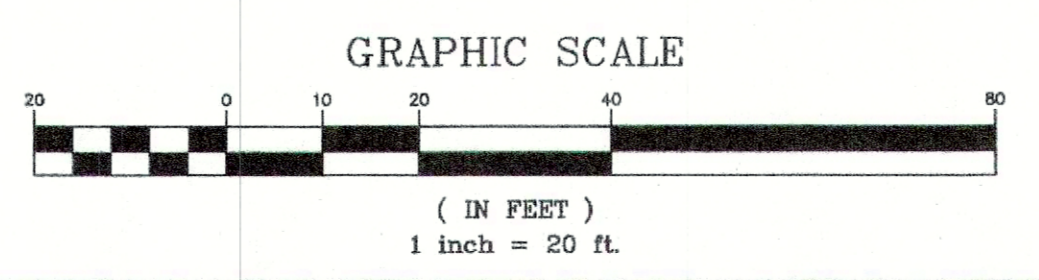 GRAPHIC SCALE
20 0 10 20 40 80
( IN FEET )
1 inch = 20 ft.